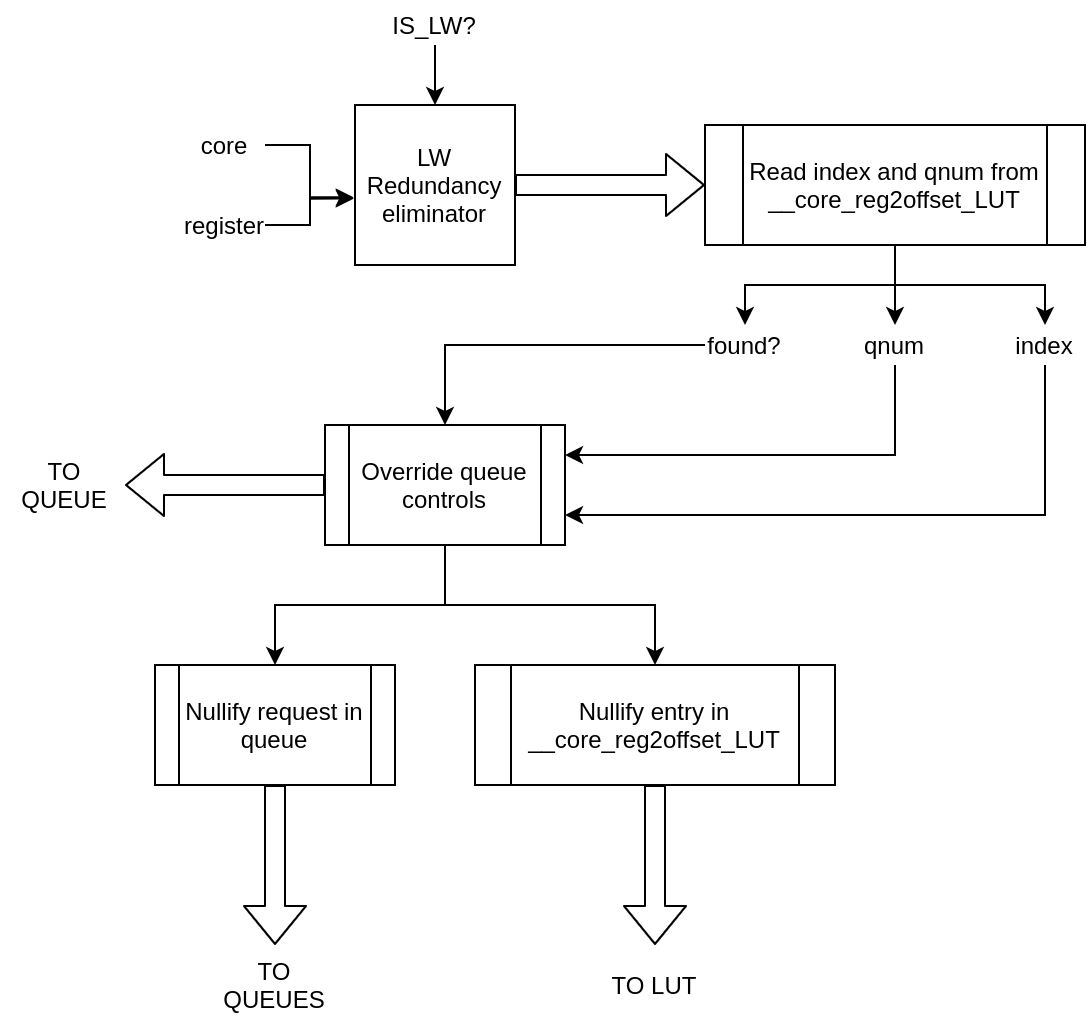 IS_LW?
core
register
LW
Redundancy
eliminator
Read index and qnum from
__core_reg2offset_LUT
found?
qnum
index
TO
QUEUE
Override queue
controls
Nullify request in
queue
Nullify entry in
__core_reg2offset_LUT
TO
QUEUES
TO LUT